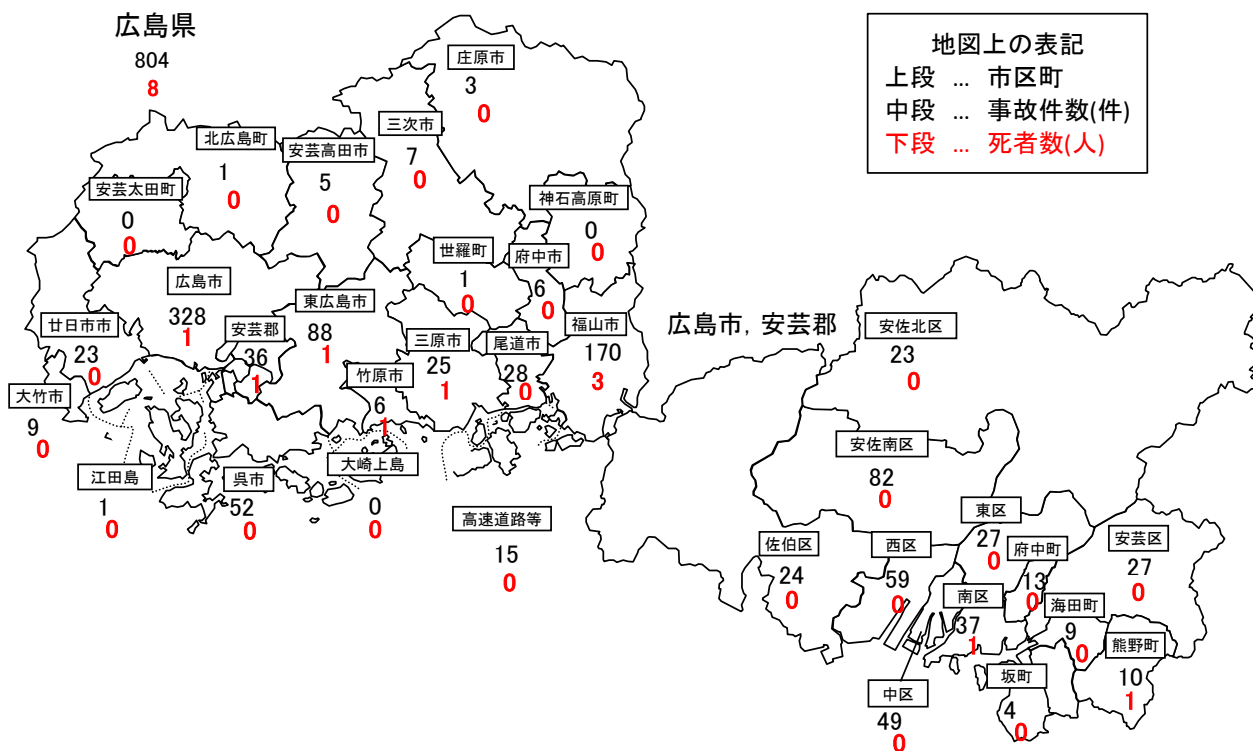 広島県
804
8
地図上の表記
上段 … 市区町
中段 … 事故件数(件)
下段 … 死者数(人)
庄原市
3
0
三次市
7
0
北広島町
1
0
安芸高田市
5
0
安芸太田町
0
0
神石高原町
0
0
世羅町
1
0
府中市
6
0
広島市
328
1
東広島市
88
1
安芸郡
36
1
廿日市市
23
0
福山市
170
3
三原市
25
1
尾道市
28
0
竹原市
6
1
大竹市
9
0
江田島
1
0
呉市
52
0
大崎上島
0
0
高速道路等
15
0
広島市, 安芸郡
安佐北区
23
0
安佐南区
82
0
東区
27
0
佐伯区
24
0
西区
59
0
府中町
13
0
安芸区
27
0
南区
37
1
海田町
9
0
熊野町
10
1
坂町
4
0
中区
49
0